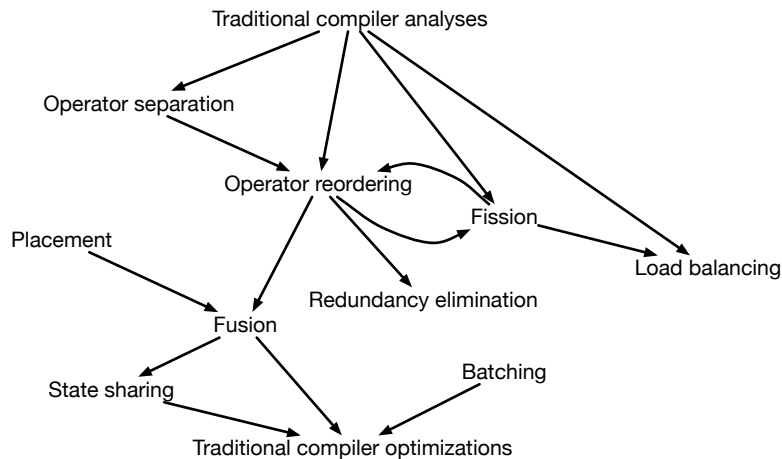 Traditional compiler analyses
Operator separation
Operator reordering
Fission
Placement
Load balancing
Redundancy elimination
Fusion
Batching
State sharing
Traditional compiler optimizations